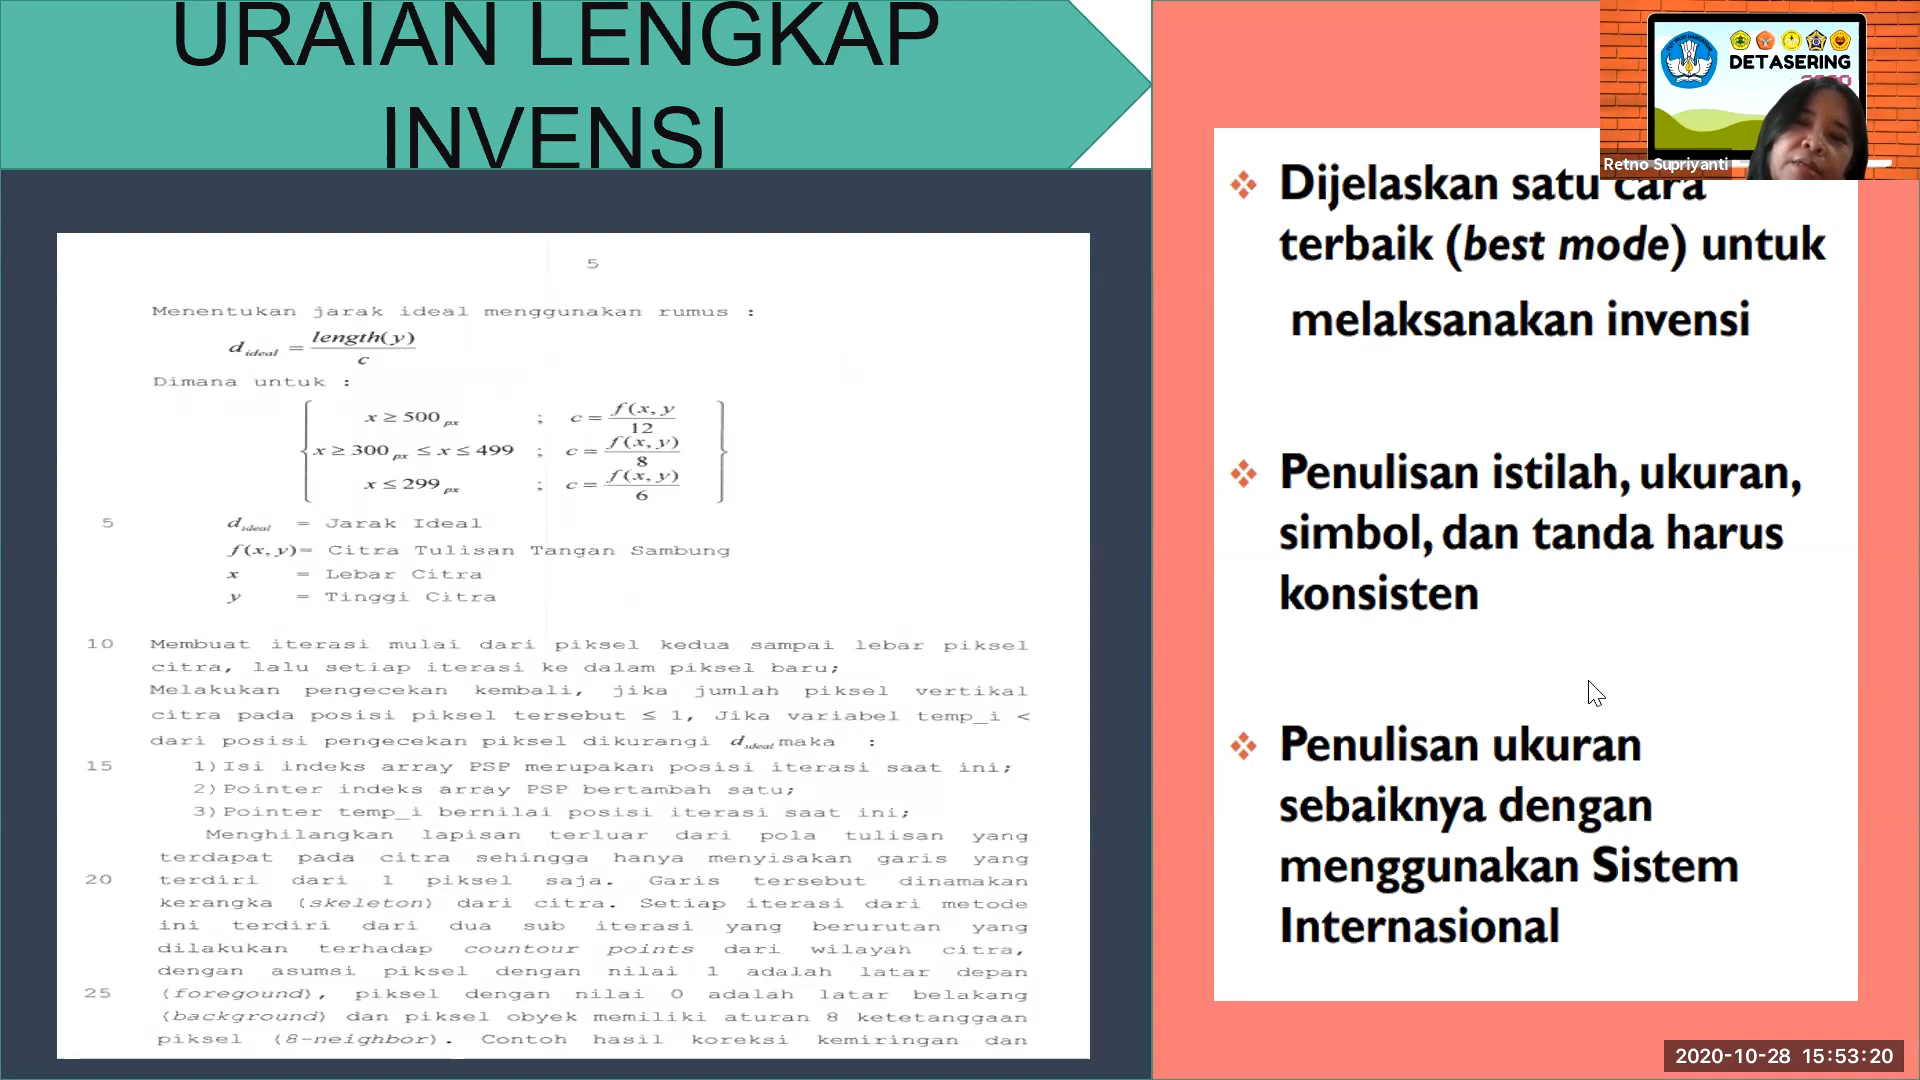 URAIAN LENGKAP
INVENSI
5
Menentukan jarak ideal menggunakan rumus :
d ideal = length(y) / c
Dimana untuk :
x ≥ 500 px ; c = f(x, y / 12
x ≥ 300 px ≤ x ≤ 499 ; c = f(x, y) / 8
x ≤ 299 px ; c = f(x, y) / 6
5 d ideal = Jarak Ideal
f(x, y) = Citra Tulisan Tangan Sambung
x = Lebar Citra
y = Tinggi Citra
10 Membuat iterasi mulai dari piksel kedua sampai lebar piksel
citra, lalu setiap iterasi ke dalam piksel baru;
Melakukan pengecekan kembali, jika jumlah piksel vertikal
citra pada posisi piksel tersebut ≤ 1, Jika variabel temp_i <
dari posisi pengecekan piksel dikurangi d ideal maka :
15 1)Isi indeks array PSP merupakan posisi iterasi saat ini;
2)Pointer indeks array PSP bertambah satu;
3)Pointer temp_i bernilai posisi iterasi saat ini;
Menghilangkan lapisan terluar dari pola tulisan yang
terdapat pada citra sehingga hanya menyisakan garis yang
20 terdiri dari 1 piksel saja. Garis tersebut dinamakan
kerangka (skeleton) dari citra. Setiap iterasi dari metode
ini terdiri dari dua sub iterasi yang berurutan yang
dilakukan terhadap countour points dari wilayah citra,
dengan asumsi piksel dengan nilai 1 adalah latar depan
25 (foregound), piksel dengan nilai 0 adalah latar belakang
(background) dan piksel obyek memiliki aturan 8 ketetanggaan
piksel (8-neighbor). Contoh hasil koreksi kemiringan dan
❖ Dijelaskan satu cara
terbaik (best mode) untuk
melaksanakan invensi
❖ Penulisan istilah, ukuran,
simbol, dan tanda harus
konsisten
❖ Penulisan ukuran
sebaiknya dengan
menggunakan Sistem
Internasional
DETASERING
Retno Supriyanti
2020-10-28 15:53:20